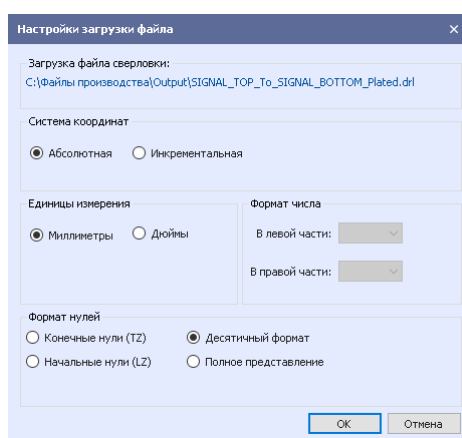 Настройки загрузки файла
Загрузка файла сверловки:
C:\Файлы производства\Output\SIGNAL_TOP_To_SIGNAL_BOTTOM_Plated.drl
Система координат
Абсолютная Инкрементальная
Единицы измерения Формат числа
Миллиметры Дюймы В левой части:
В правой части:
Формат нулей
Конечные нули (TZ) Десятичный формат
Начальные нули (LZ) Полное представление
ОК Отмена